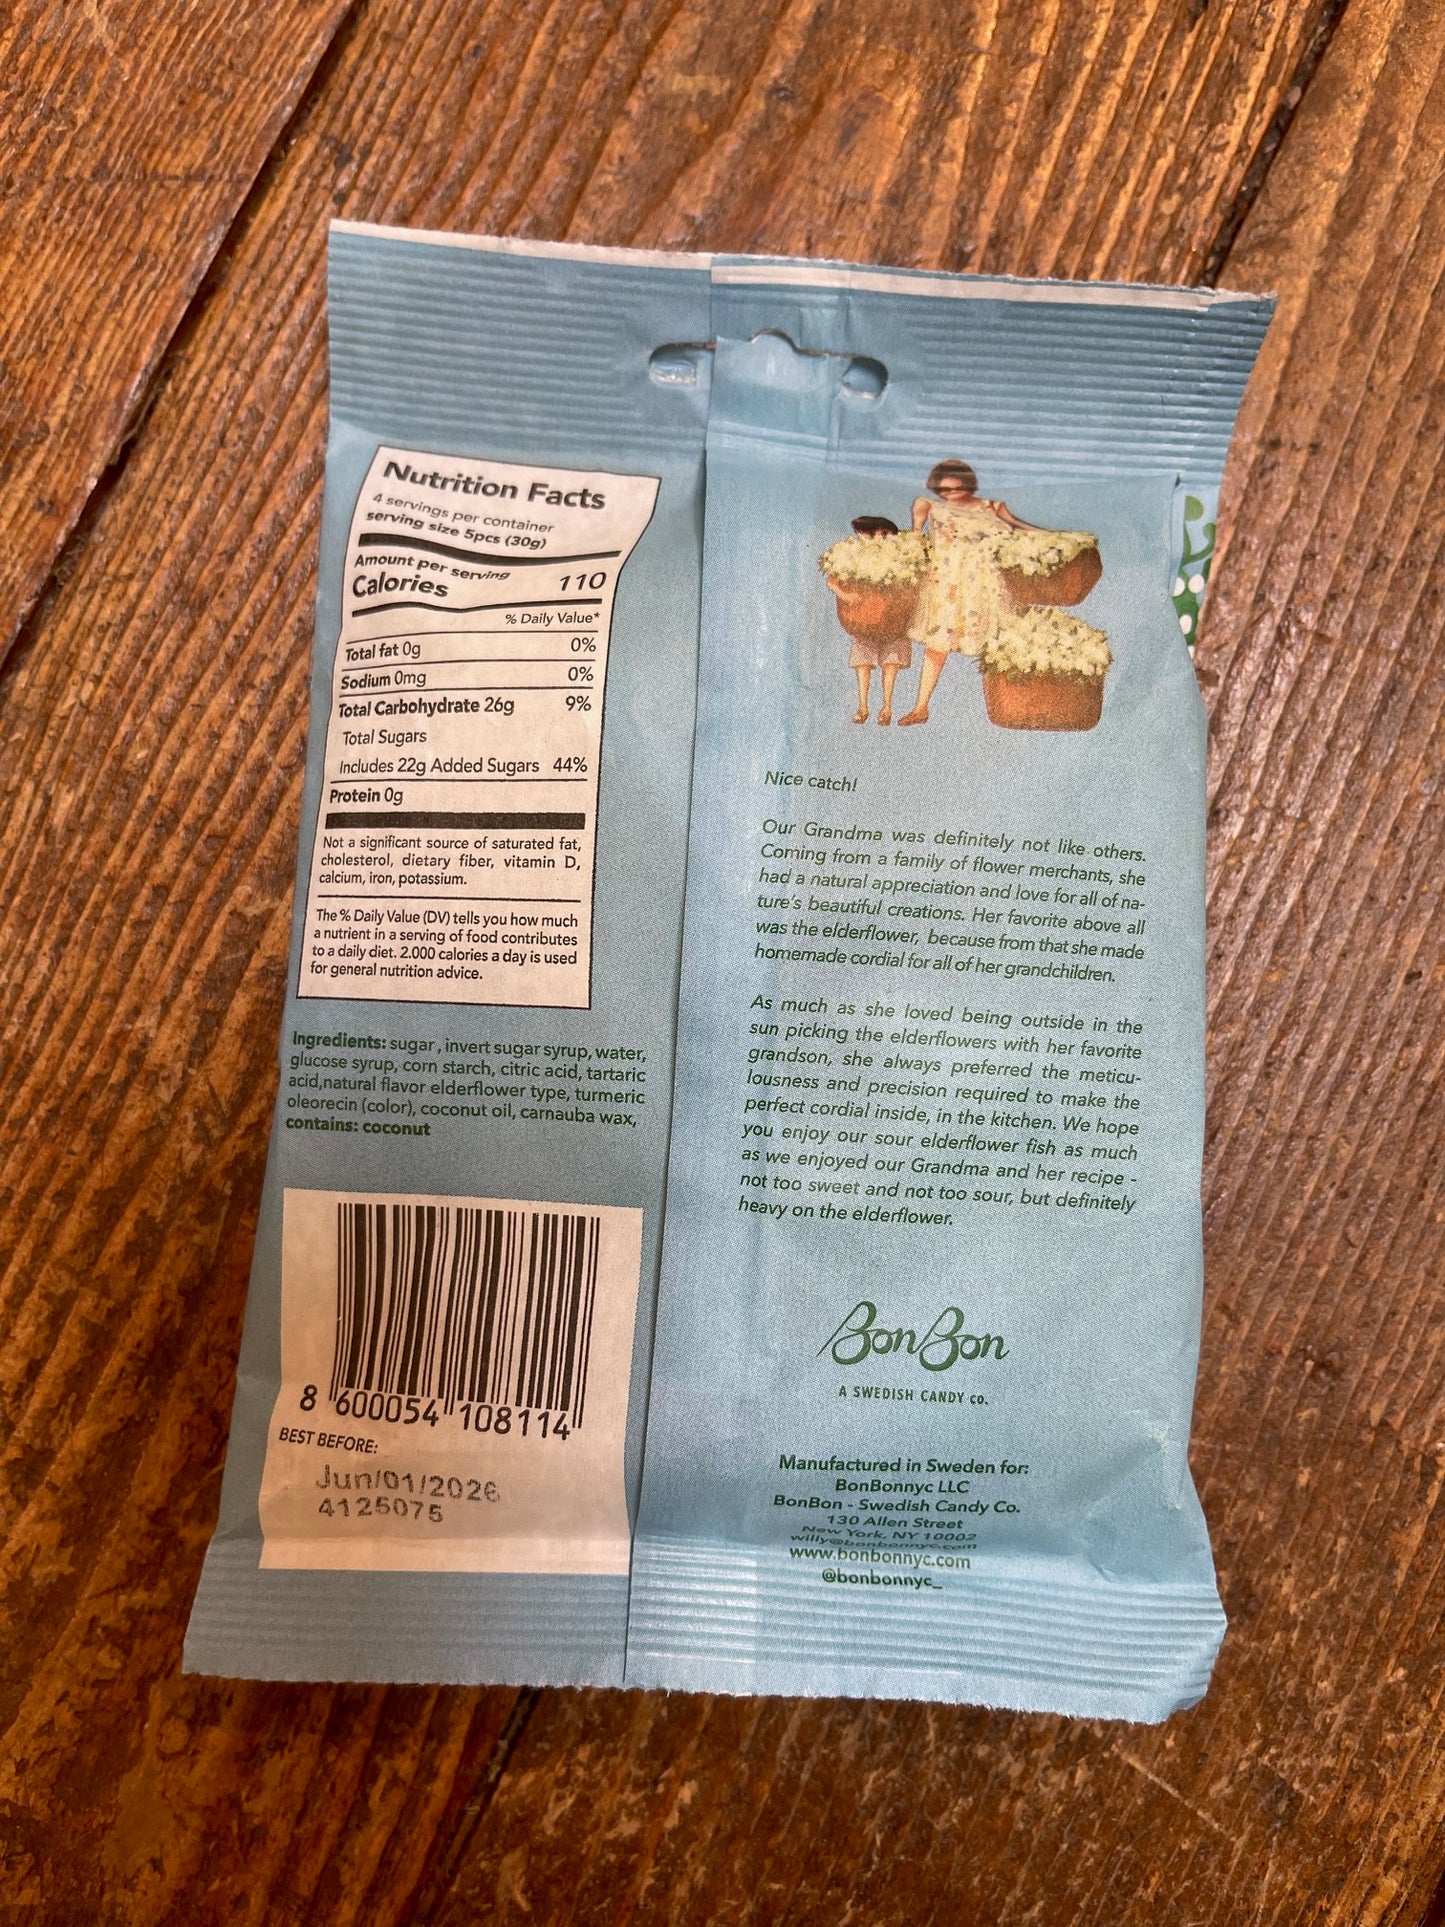 Nutrition Facts
4 servings per container
serving size 5pcs (30g)
Amount per serving
Calories 110
% Daily Value*
Total fat 0g 0%
Sodium 0mg 0%
Total Carbohydrate 26g 9%
Total Sugars
Includes 22g Added Sugars 44%
Protein 0g
Not a significant source of saturated fat,
cholesterol, dietary fiber, vitamin D,
calcium, iron, potassium.
The % Daily Value (DV) tells you how much
a nutrient in a serving of food contributes
to a daily diet. 2.000 calories a day is used
for general nutrition advice.
Ingredients: sugar , invert sugar syrup, water,
glucose syrup, corn starch, citric acid, tartaric
acid,natural flavor elderflower type, turmeric
oleorecin (color), coconut oil, carnauba wax,
contains: coconut
8 600054 108114
BEST BEFORE:
Jun/01/2026
4125075
Nice catch!
Our Grandma was definitely not like others.
Coming from a family of flower merchants, she
had a natural appreciation and love for all of na-
ture's beautiful creations. Her favorite above all
was the elderflower, because from that she made
homemade cordial for all of her grandchildren.
As much as she loved being outside in the
sun picking the elderflowers with her favorite
grandson, she always preferred the meticu-
lousness and precision required to make the
perfect cordial inside, in the kitchen. We hope
you enjoy our sour elderflower fish as much
as we enjoyed our Grandma and her recipe -
not too sweet and not too sour, but definitely
heavy on the elderflower.
BonBon
A SWEDISH CANDY CO.
Manufactured in Sweden for:
BonBonnyc LLC
BonBon - Swedish Candy Co.
130 Allen Street
New York, NY 10002
willy@bonbonnyc.com
www.bonbonnyc.com
@bonbonnyc_